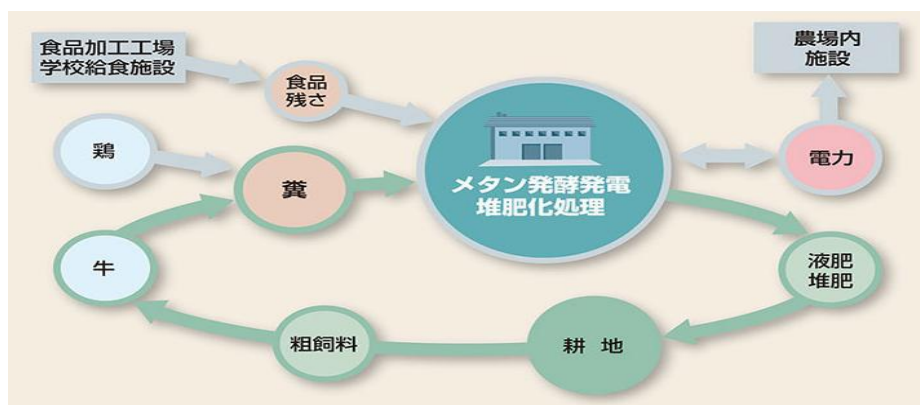 食品加工工場
学校給食施設
食品
残さ
農場内
施設
鶏
糞
メタン発酵発電
堆肥化処理
電力
牛
液肥
堆肥
粗飼料
耕地